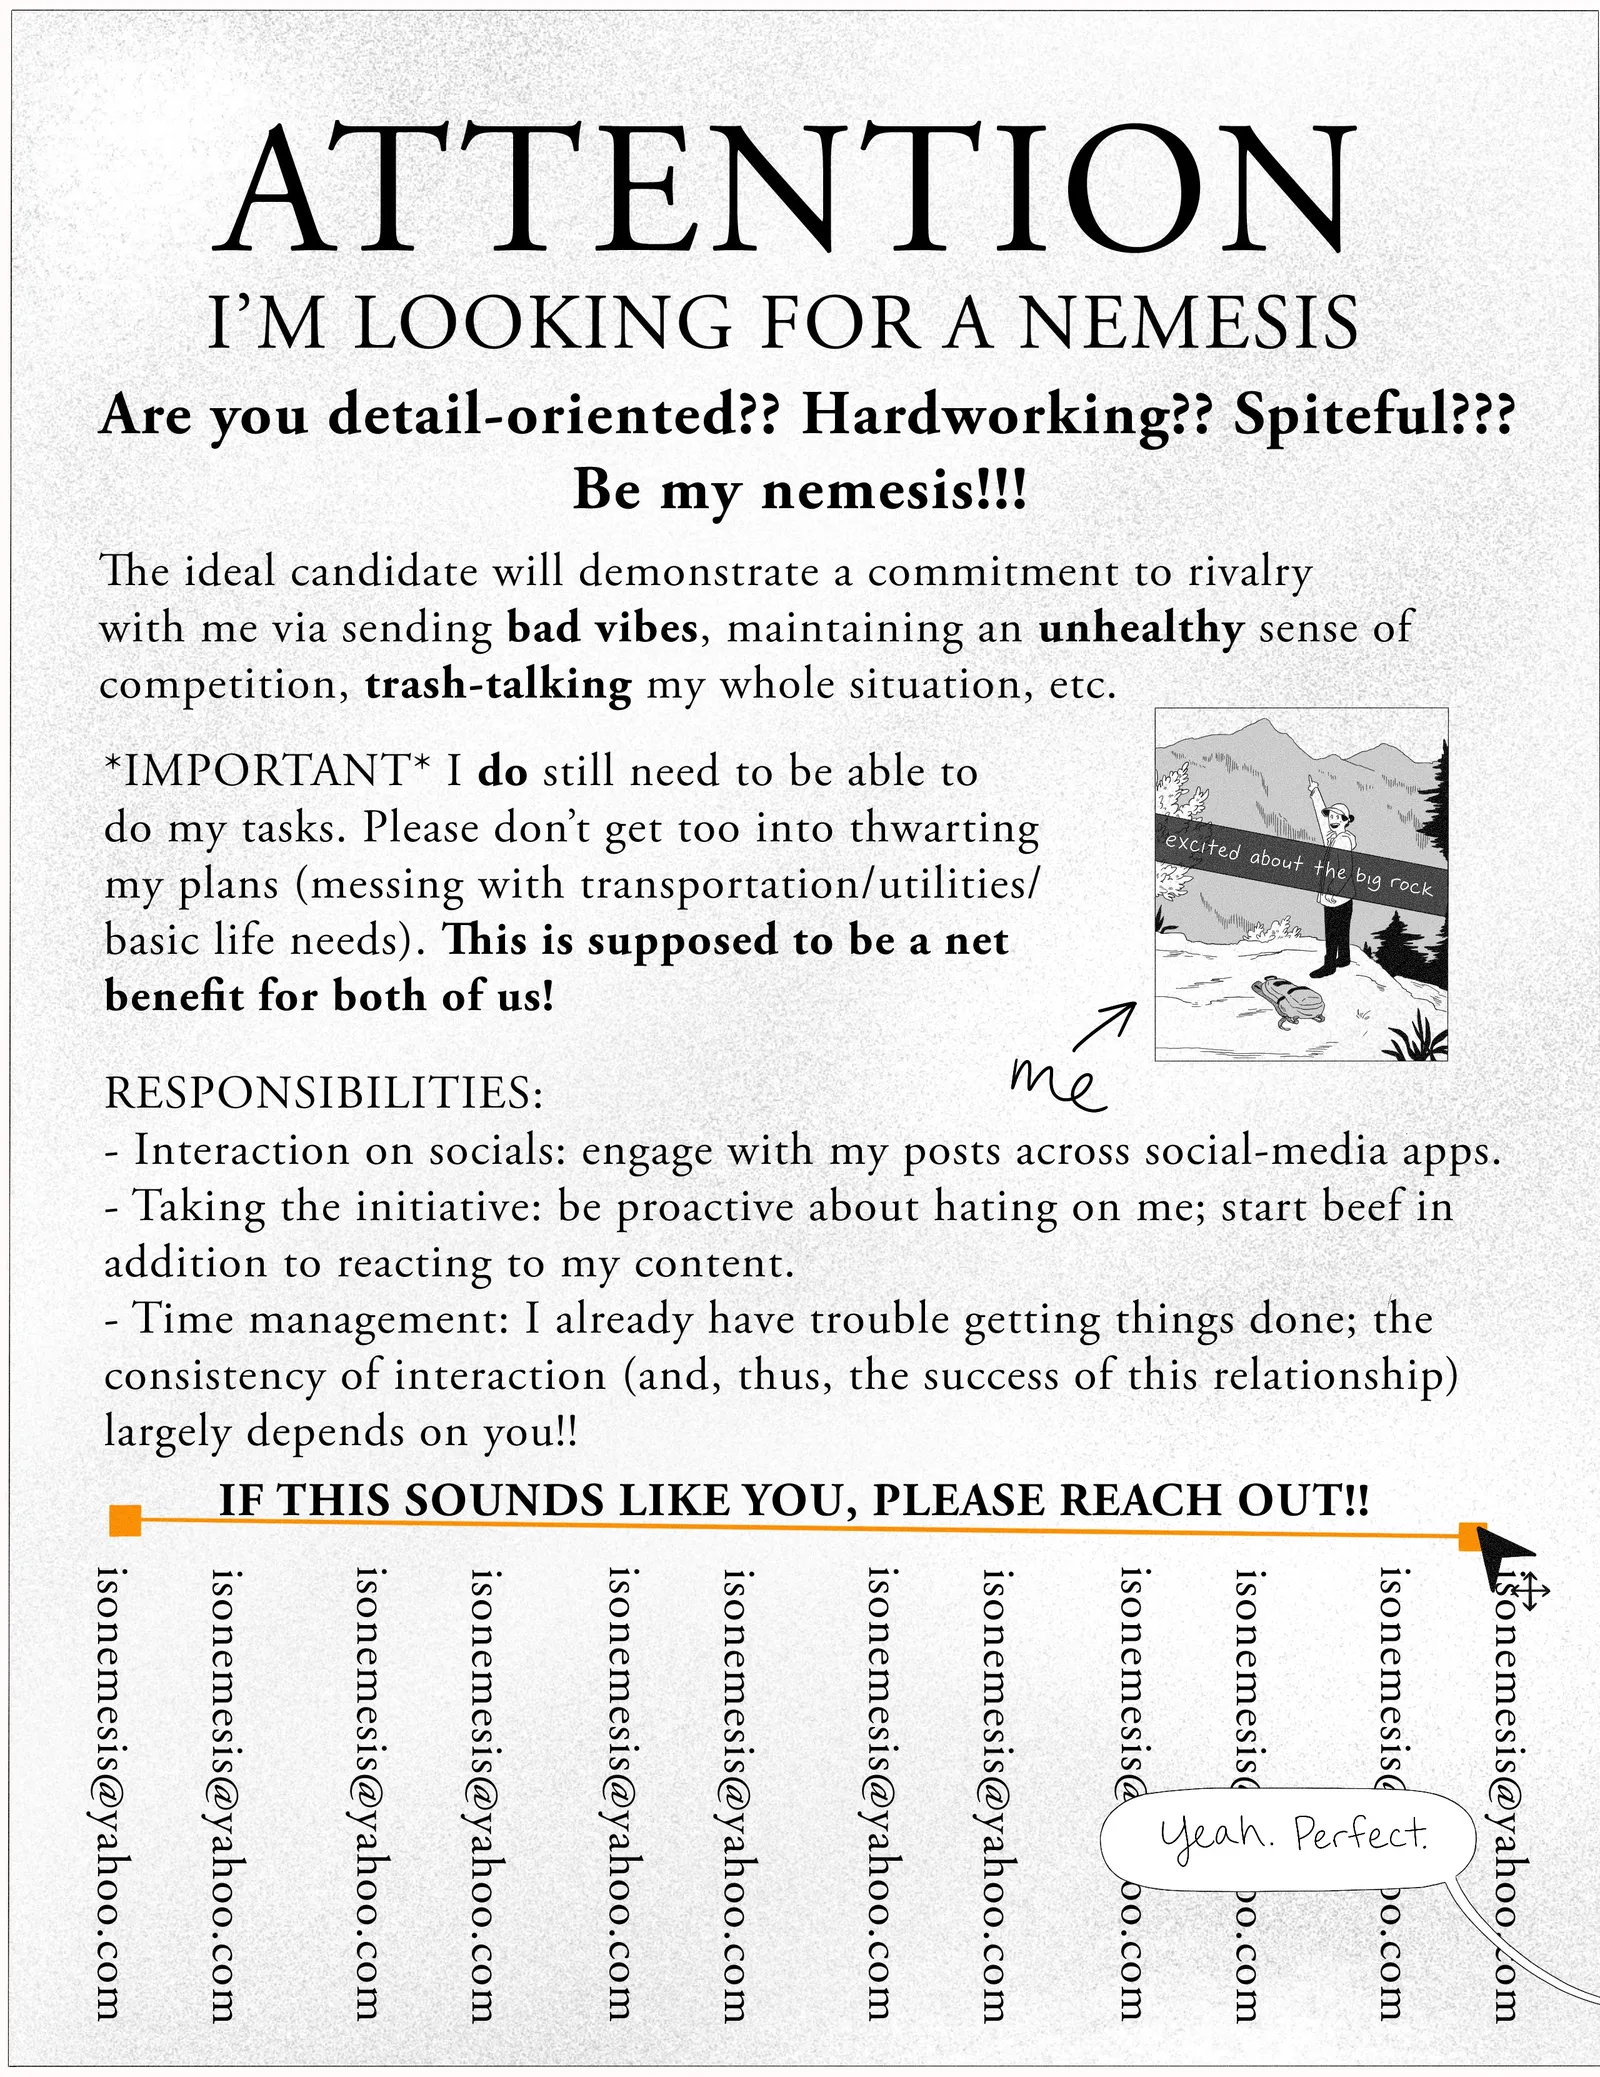 ATTENTION
I'M LOOKING FOR A NEMESIS
Are you detail-oriented?? Hardworking?? Spiteful???
Be my nemesis!!!
The ideal candidate will demonstrate a commitment to rivalry
with me via sending bad vibes, maintaining an unhealthy sense of
competition, trash-talking my whole situation, etc.
*IMPORTANT* I do still need to be able to
do my tasks. Please don't get too into thwarting
my plans (messing with transportation/utilities/
basic life needs). This is supposed to be a net
benefit for both of us!
excited about the big rock
me
RESPONSIBILITIES:
- Interaction on socials: engage with my posts across social-media apps.
- Taking the initiative: be proactive about hating on me; start beef in
addition to reacting to my content.
- Time management: I already have trouble getting things done; the
consistency of interaction (and, thus, the success of this relationship)
largely depends on you!!
IF THIS SOUNDS LIKE YOU, PLEASE REACH OUT!!
isonemesis@yahoo.com
isonemesis@yahoo.com
isonemesis@yahoo.com
isonemesis@yahoo.com
isonemesis@yahoo.com
isonemesis@yahoo.com
isonemesis@yahoo.com
isonemesis@yahoo.com
isonemesis@ oo.com
isonemesis@ oo.com
isonemesis@ oo.com
isonemesis@yahoo.com
Yeah. Perfect.